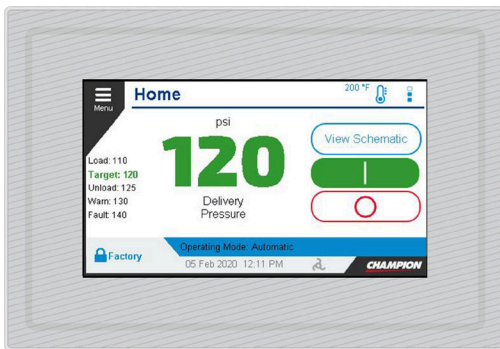 Home
200 °F
Menu
psi
120
Delivery
Pressure
Load: 110
Target: 120
Unload: 125
Warn: 130
Fault: 140
View Schematic
Factory
Operating Mode: Automatic
05 Feb 2020 12:11 PM
CHAMPION